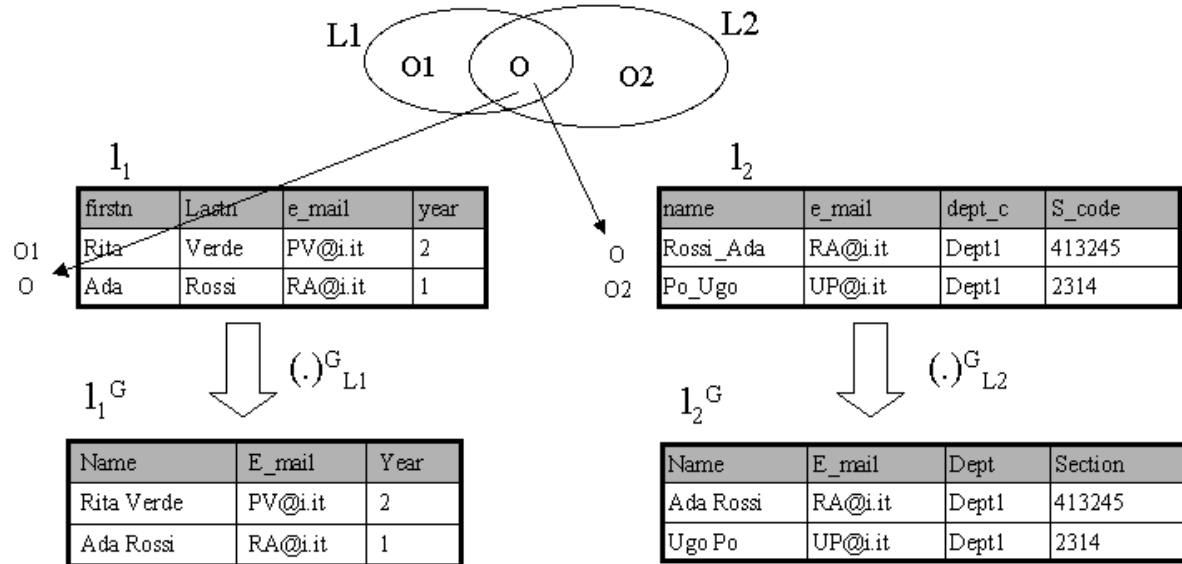 L1 L2
O1 O O2
l1
firstn Lastn e_mail year
O1 Rita Verde PV@i.it 2
O Ada Rossi RA@i.it 1
l2
name e_mail dept_c S_code
O Rossi_Ada RA@i.it Dept1 413245
O2 Po_Ugo UP@i.it Dept1 2314
(.)G L1
(.)G L2
l1 G
Name E_mail Year
Rita Verde PV@i.it 2
Ada Rossi RA@i.it 1
l2 G
Name E_mail Dept Section
Ada Rossi RA@i.it Dept1 413245
Ugo Po UP@i.it Dept1 2314